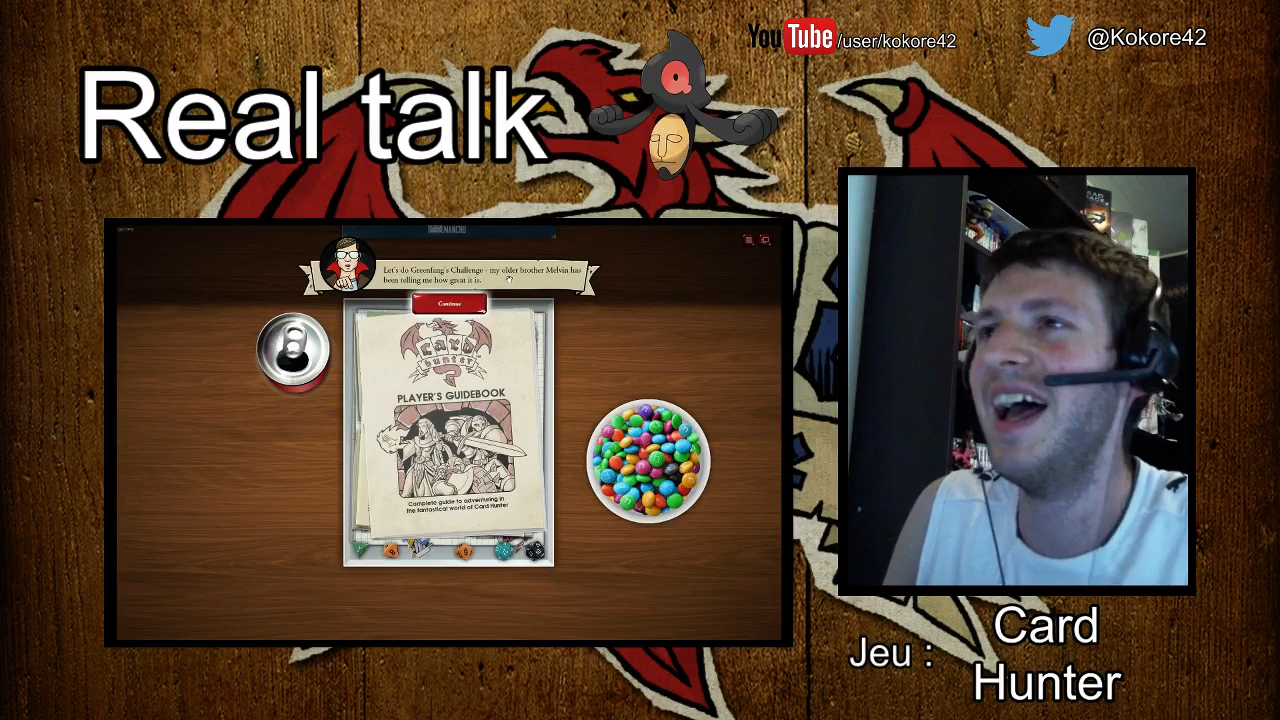 YouTube /user/kokore42
@Kokore42
Real talk
MANCHU
Let's do Greenfang's Challenge - my older brother Melvin has
been telling me how great it is.
Continue
card
hunter
PLAYER'S GUIDEBOOK
Complete guide to adventuring in
the fantastical world of Card Hunter
Jeu :
Card
Hunter